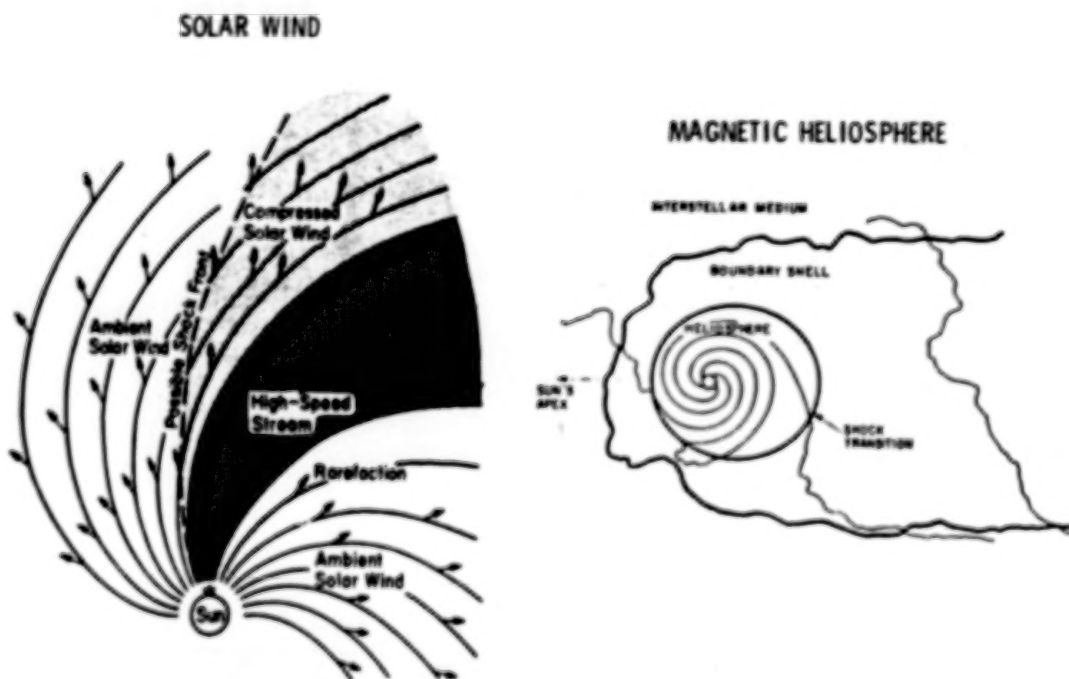 SOLAR WIND
Compressed
Solar Wind
Possible Shock Front
Ambient
Solar Wind
High-Speed
Stream
Rarefaction
Ambient
Solar Wind
Sun
MAGNETIC HELIOSPHERE
INTERSTELLAR MEDIUM
BOUNDARY SHELL
HELIOSPHERE
SUN'S
APEX
SHOCK
TRANSITION